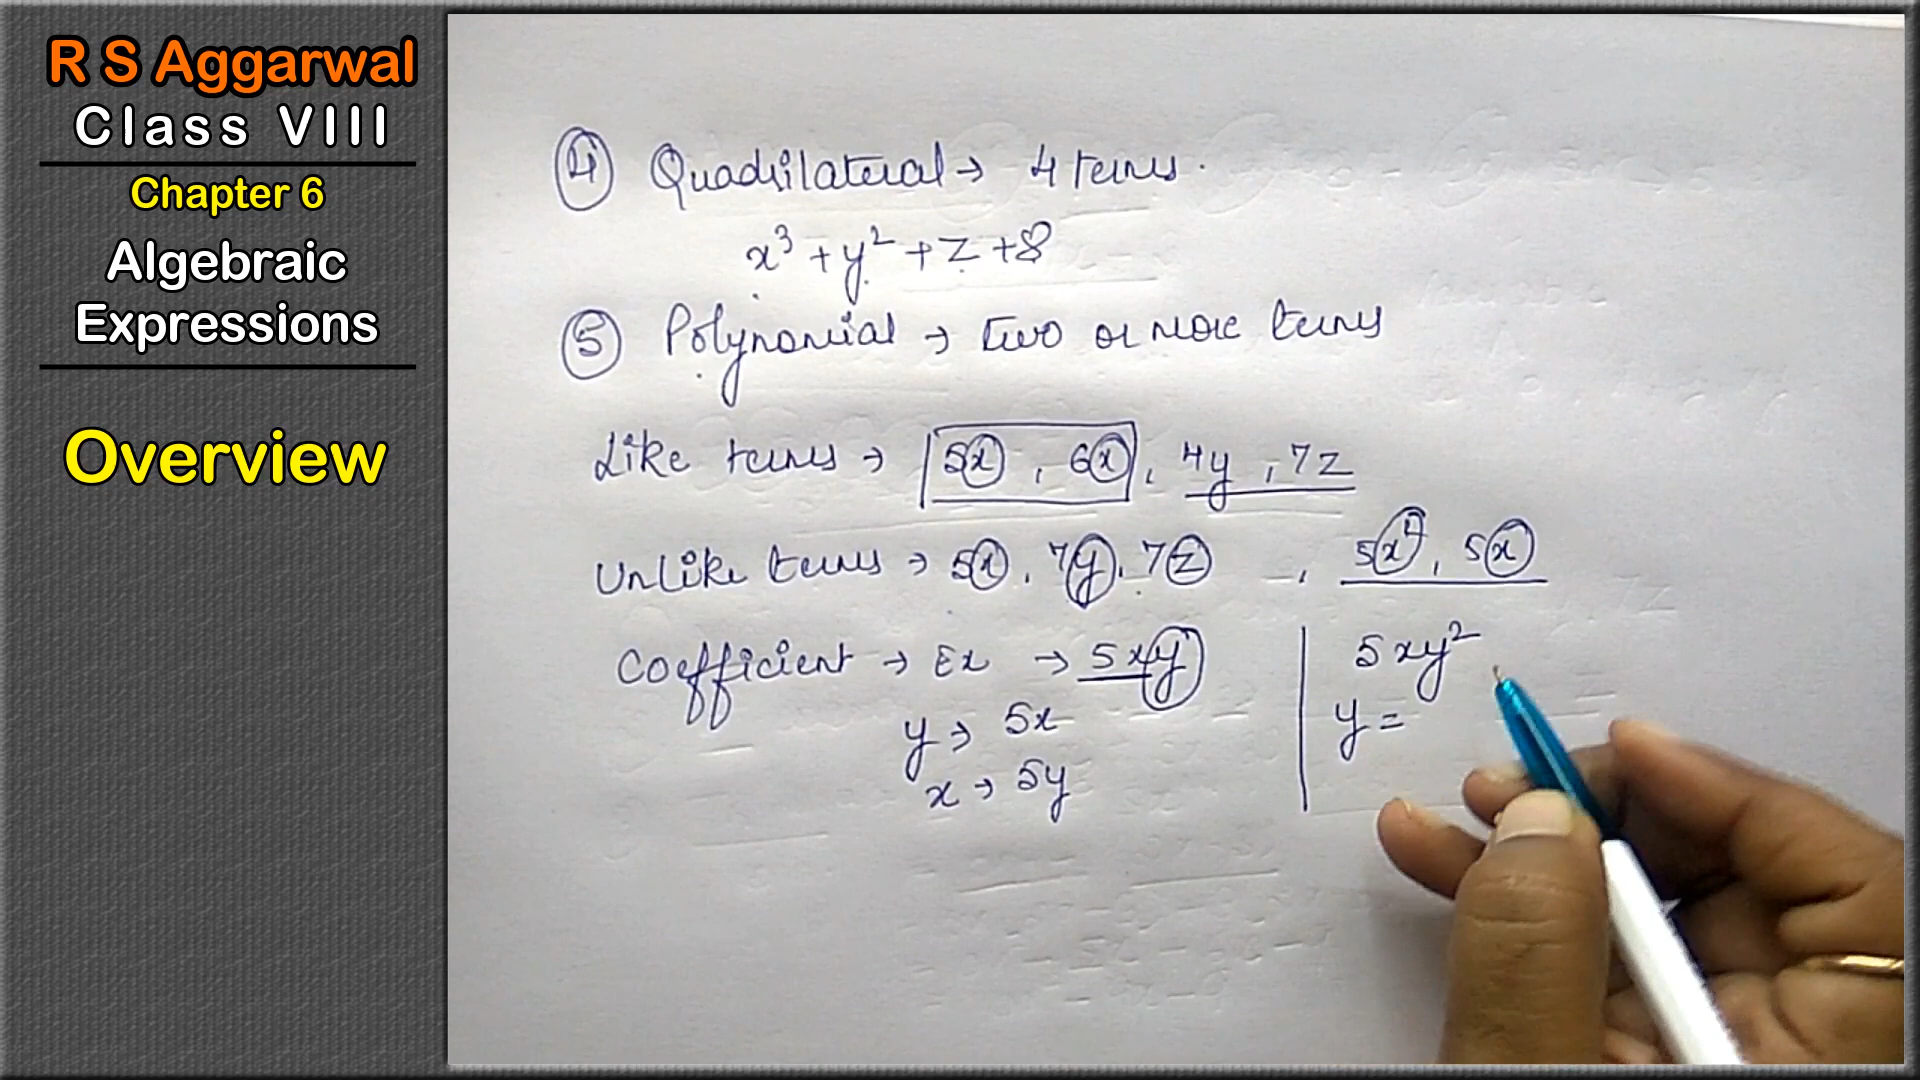 R S Aggarwal
Class VIII
Chapter 6
Algebraic
Expressions
Overview
④ Quadrilateral → 4 terms.
x³ + y² + z + 8
⑤ Polynomial → Two or more terms
Like terms → 5x , 6x , 4y , 7z
Unlike terms → 5x , 7y , 7z , 5x⁴ , 5x
Coefficient → Ex → 5xy
y → 5x
x → 5y
5xy²
y =